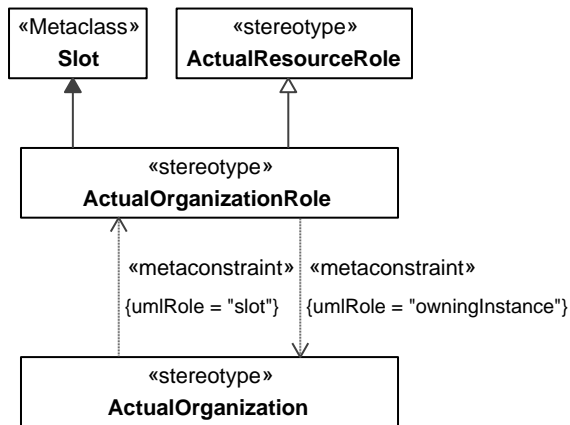 «Metaclass»
Slot
«stereotype»
ActualResourceRole
«stereotype»
ActualOrganizationRole
«metaconstraint»
{umlRole = "slot"}
«metaconstraint»
{umlRole = "owningInstance"}
«stereotype»
ActualOrganization